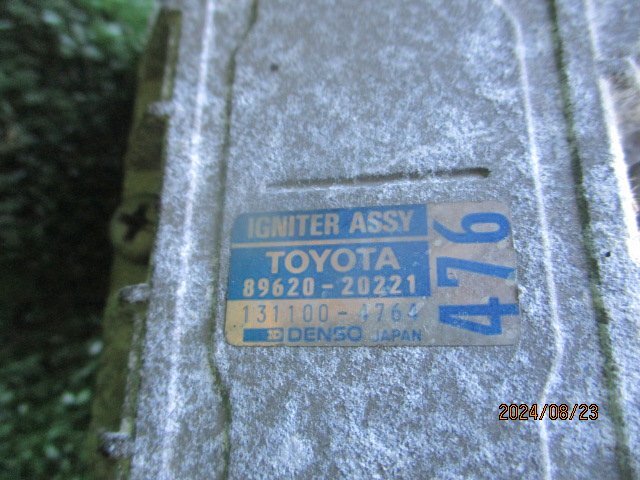 IGNITER ASSY
TOYOTA
89620-20221
131100-4764
DENSO JAPAN
476
2024/08/23